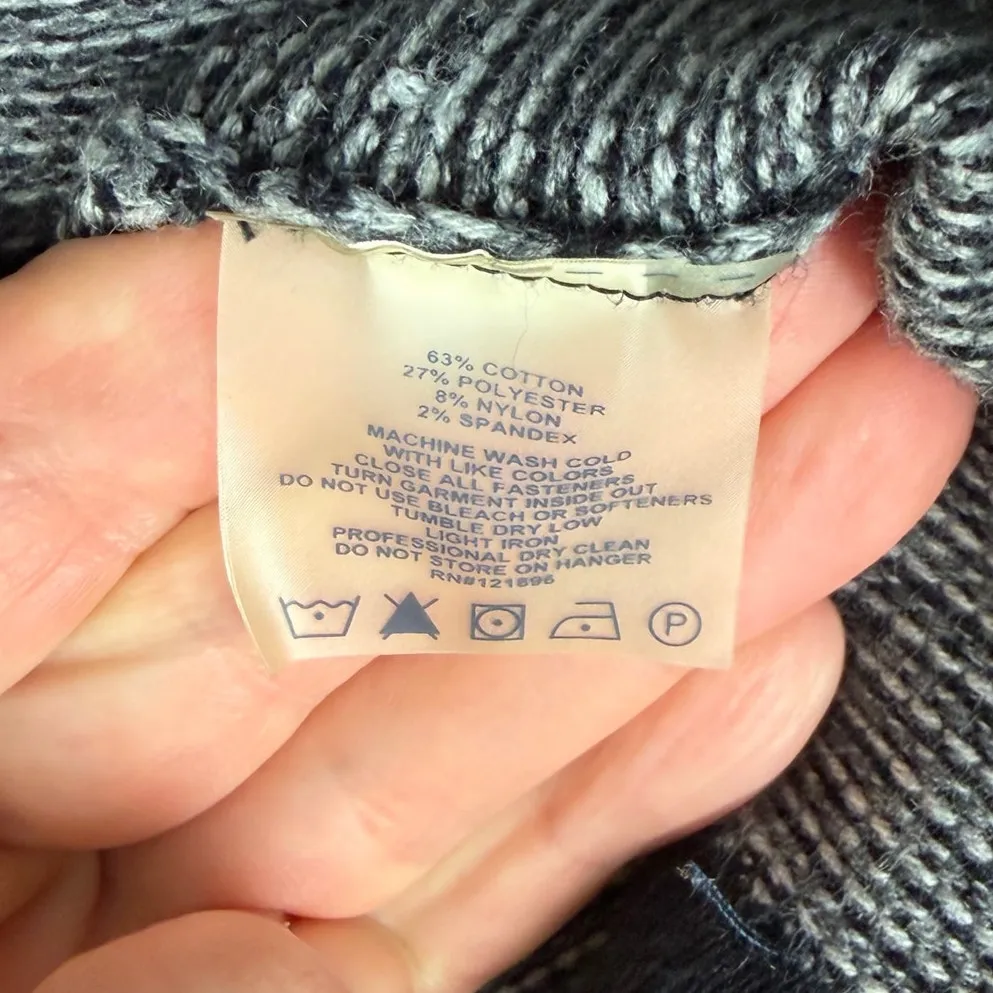 63% COTTON
27% POLYESTER
8% NYLON
2% SPANDEX
MACHINE WASH COLD
WITH LIKE COLORS
CLOSE ALL FASTENERS
TURN GARMENT INSIDE OUT
DO NOT USE BLEACH OR SOFTENERS
TUMBLE DRY LOW
LIGHT IRON
PROFESSIONAL DRY CLEAN
DO NOT STORE ON HANGER
RN#121696
P